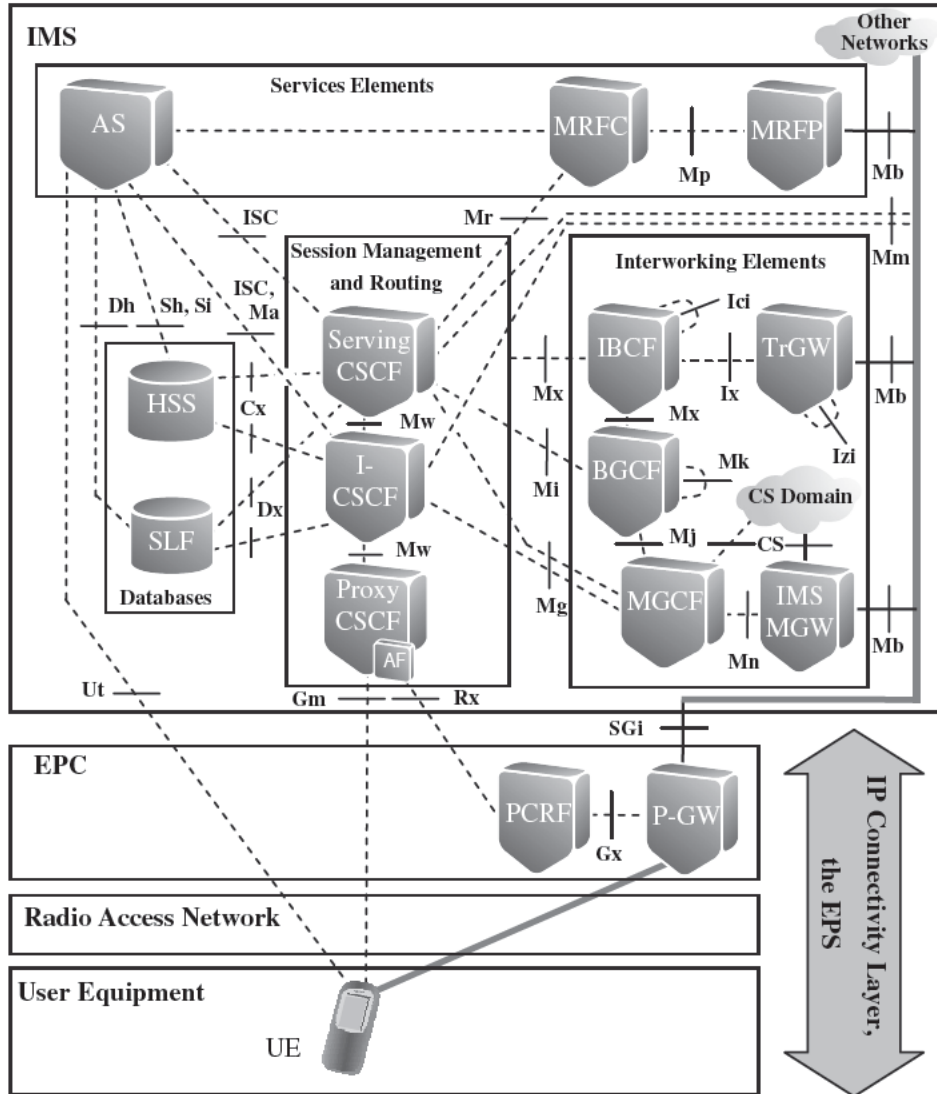 IMS
Other
Networks
Services Elements
AS
MRFC
MRFP
Mp
Mb
ISC
Mr
Mm
Session Management
and Routing
Interworking Elements
ISC,
Ma
Dh
Sh, Si
Ici
Serving
CSCF
IBCF
TrGW
HSS
Cx
Mx
Ix
Mb
Mw
Mx
Izi
I-
CSCF
BGCF
Mk
Mi
CS Domain
SLF
Dx
Mw
Mj
CS
Databases
Proxy
CSCF
AF
Mg
MGCF
IMS
MGW
Mn
Mb
Ut
Gm
Rx
SGi
EPC
PCRF
P-GW
Gx
IP Connectivity Layer,
the EPS
Radio Access Network
User Equipment
UE